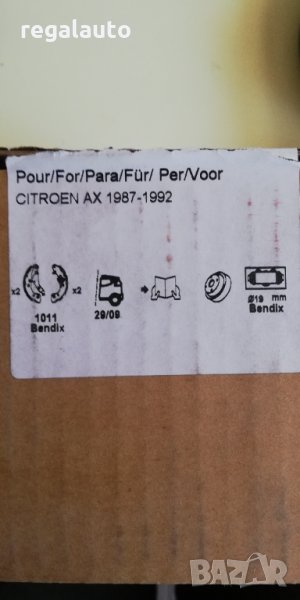 regalauto
Pour/For/Para/Für/ Per/Voor
CITROEN AX 1987-1992
x2 x2
1011
Bendix
29/09
Ø19 mm
Bendix
BAZAR